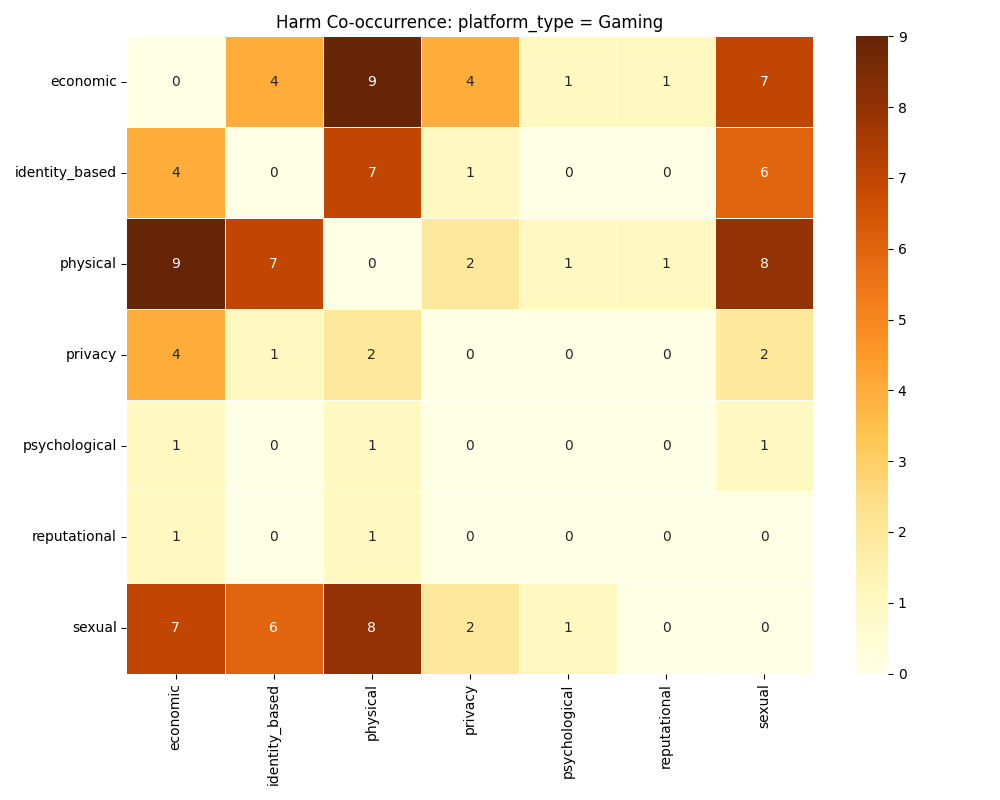 Harm Co-occurrence: platform_type = Gaming
economic 0 4 9 4 1 1 7
identity_based 4 0 7 1 0 0 6
physical 9 7 0 2 1 1 8
privacy 4 1 2 0 0 0 2
psychological 1 0 1 0 0 0 1
reputational 1 0 1 0 0 0 0
sexual 7 6 8 2 1 0 0
economic
identity_based
physical
privacy
psychological
reputational
sexual
9
8
7
6
5
4
3
2
1
0